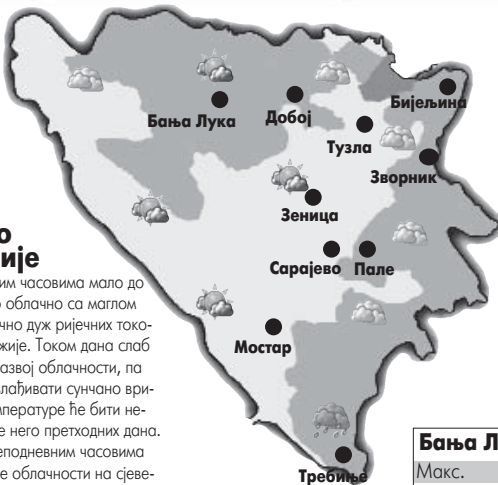 Бања Лука
Добој
Бијељина
Тузла
Зворник
Зеница
Сарајево
Пале
Мостар
Требиње
ије
им часовима мало до
облачно са маглом
чно дуж ријечних токо-
жије. Током дана слаб
азвој облачности, па
лађивати сунчано ври-
мпературе ће бити не-
е него претходних дана.
еподневним часовима
е облачности на сјеве-
Бања Л
Макс.